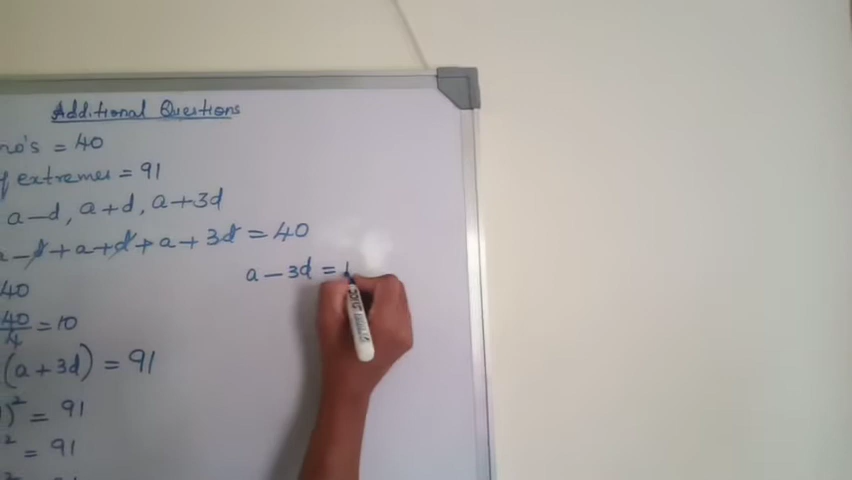 Additional Questions
no's = 40
extremes = 91
a-d, a+d, a+3d
a-d+a+d+a+3d = 40
a-3d = 1
40
40/4 = 10
(a+3d) = 91
)² = 91
² = 91